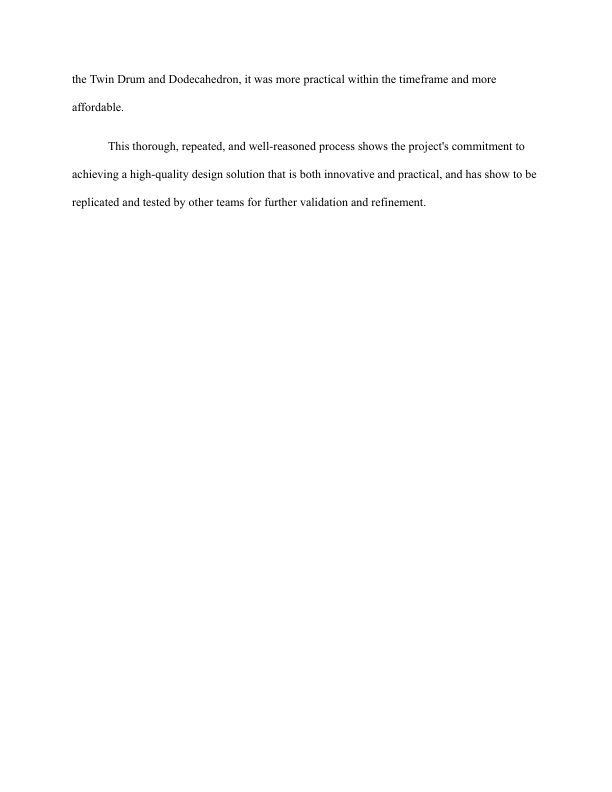 the Twin Drum and Dodecahedron, it was more practical within the timeframe and more
affordable.
This thorough, repeated, and well-reasoned process shows the project's commitment to
achieving a high-quality design solution that is both innovative and practical, and has show to be
replicated and tested by other teams for further validation and refinement.